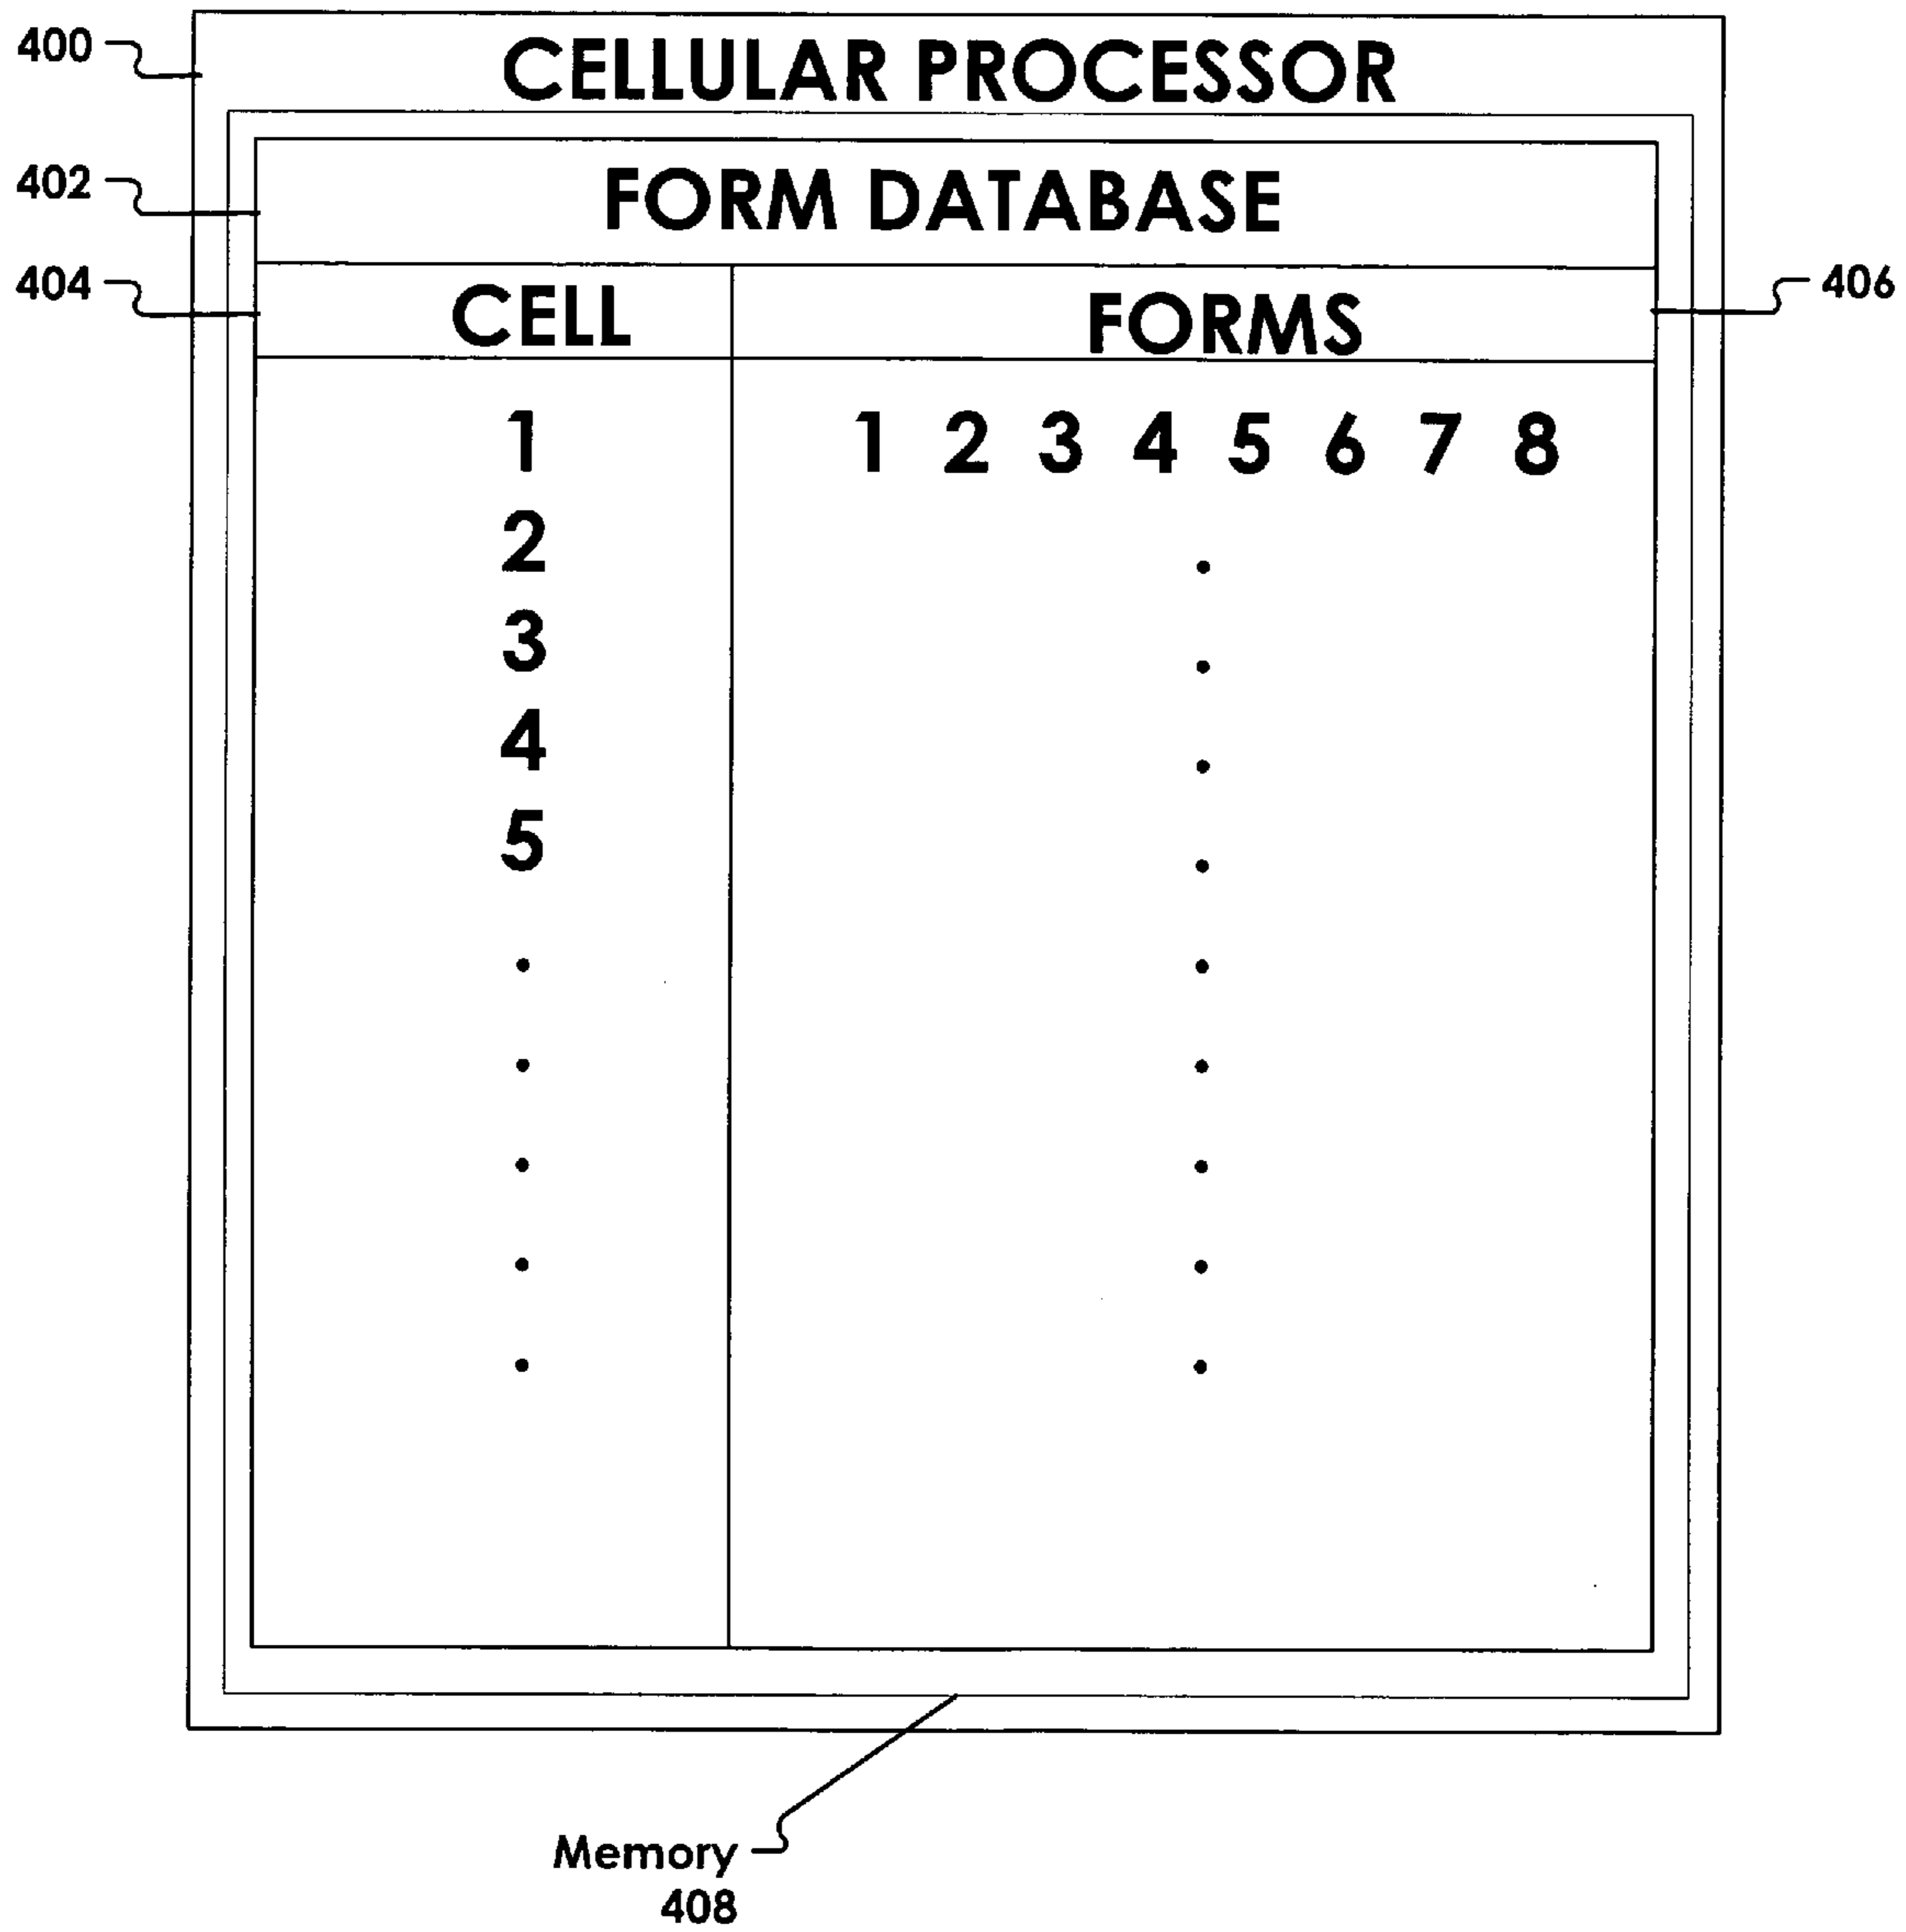 400
CELLULAR PROCESSOR
402
FORM DATABASE
404
CELL FORMS
406
1 1 2 3 4 5 6 7 8
2 .
3 .
4 .
5 .
. .
. .
. .
. .
. .
Memory
408